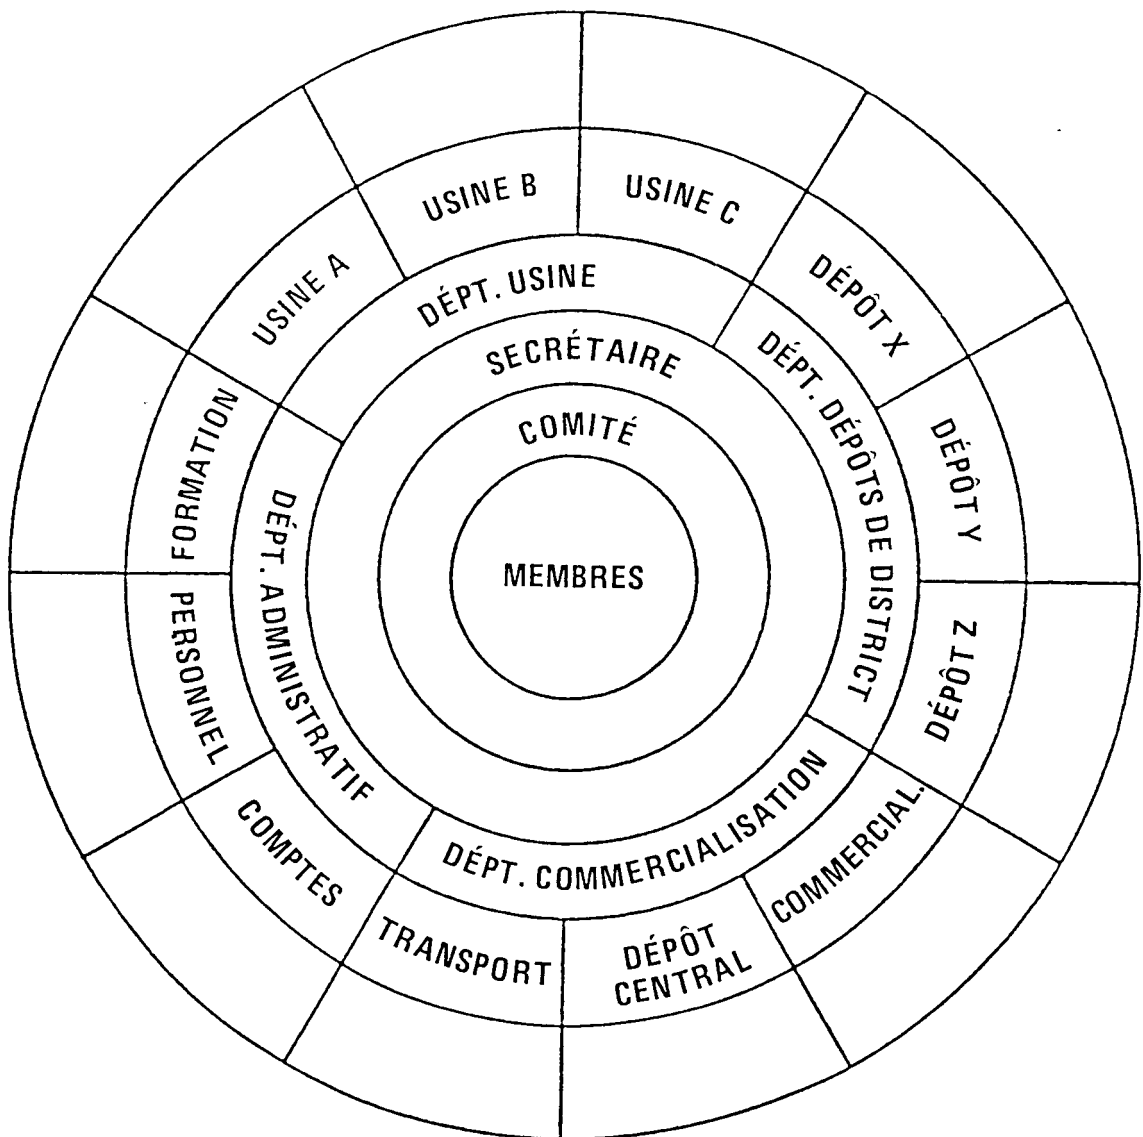 MEMBRES
COMITÉ
SECRÉTAIRE
DÉPT. USINE
DÉPT. DÉPÔTS DE DISTRICT
DÉPT. COMMERCIALISATION
DÉPT. ADMINISTRATIF
USINE A
USINE B
USINE C
DÉPÔT X
DÉPÔT Y
DÉPÔT Z
COMMERCIAL.
DÉPÔT
CENTRAL
TRANSPORT
COMPTES
PERSONNEL
FORMATION